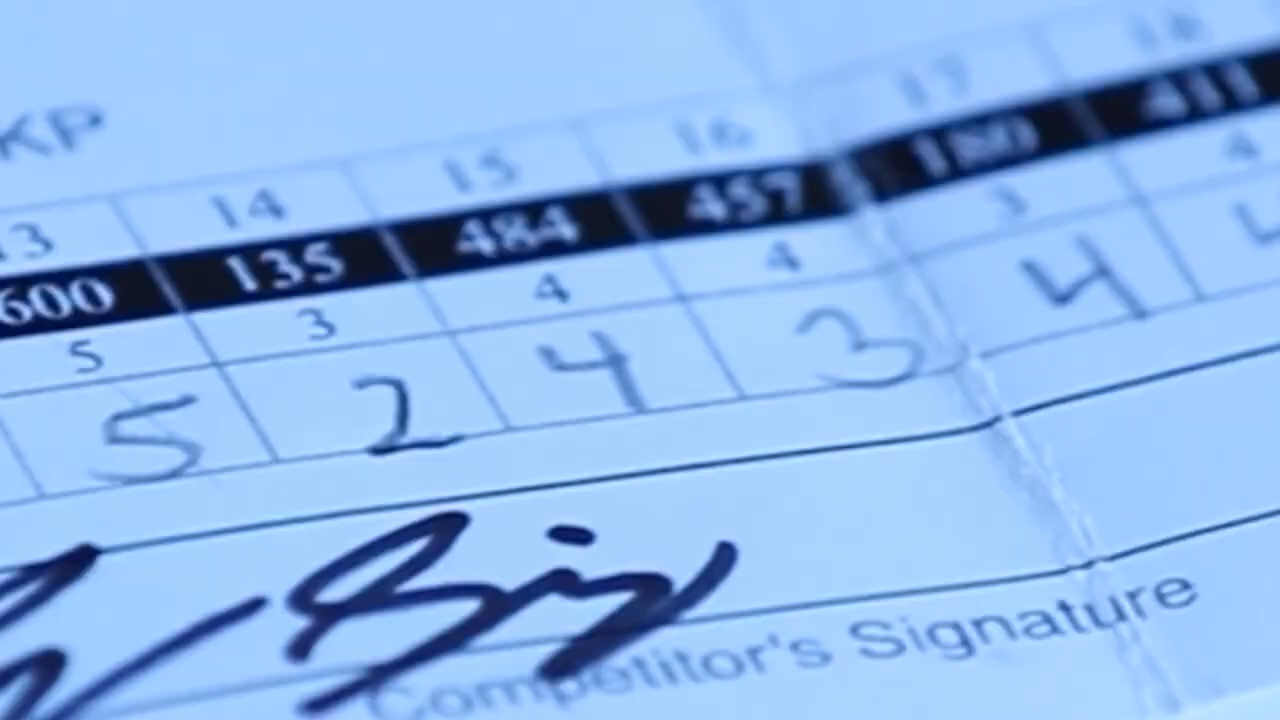 KP
13 14 15 16 17 18
600 135 484 457 180 411
5 3 4 4 3 4
5 2 4 3 4
Competitor's Signature